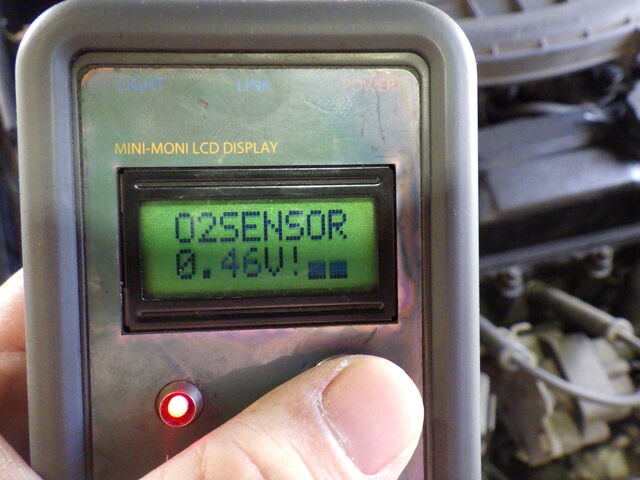 LIGHT LINK POWER
MINI-MONI LCD DISPLAY
O2SENSOR
0.46V!